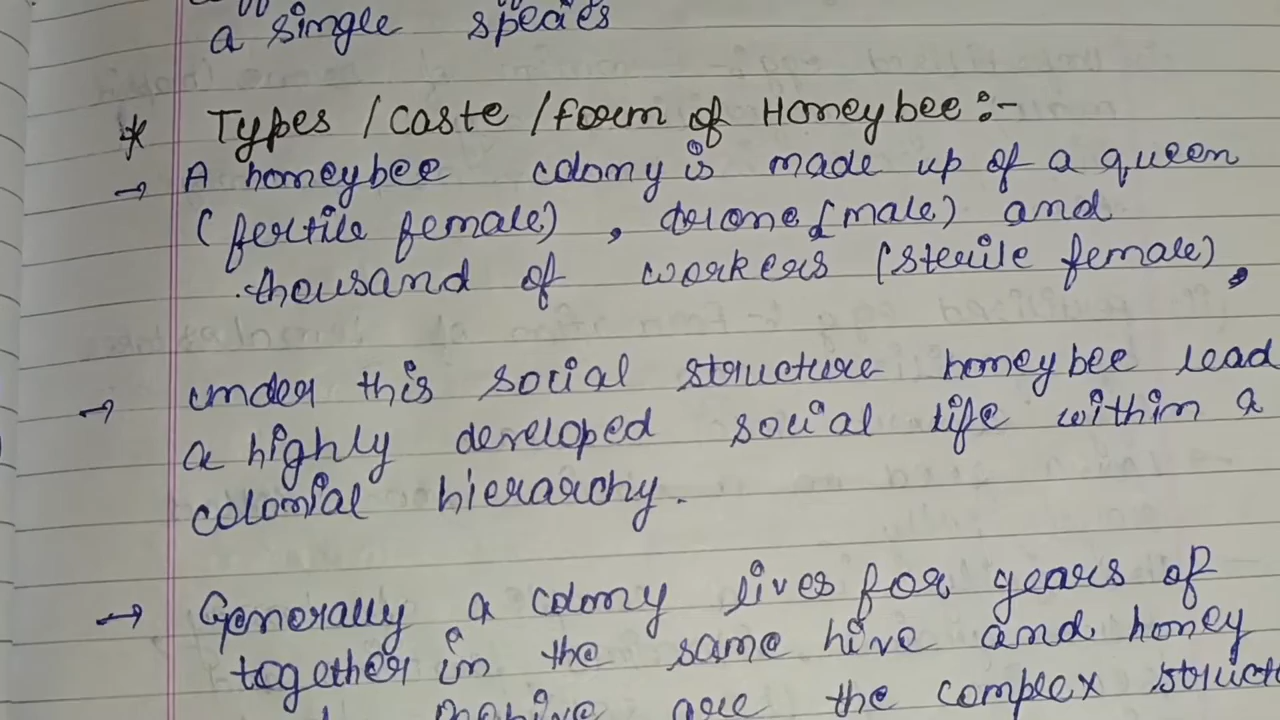 a single species
* Types / Caste / form of Honeybee :-
→ A honeybee colony is made up of a queen
(fertile female) , drone (male) and
thousand of workers (sterile female) .
→ under this social structure honeybee lead
a highly developed social life within a
colonial hierarchy.
→ Generally a colony lives for years of
together in the same hive and honey
are the complex